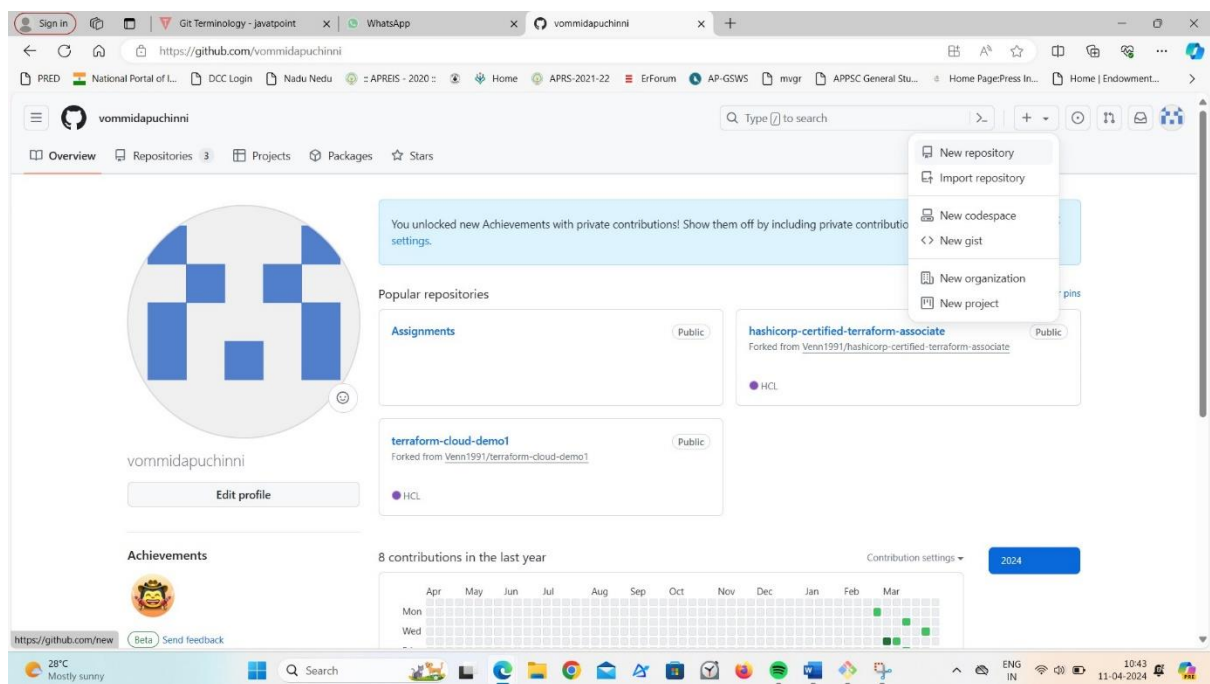 Sign in
Git Terminology - javatpoint
WhatsApp
vommidapuchinni
https://github.com/vommidapuchinni
PRED
National Portal of I...
DCC Login
Nadu Nedu
:: APREIS - 2020 ::
Home
APRS-2021-22
ErForum
AP-GSWS
mvgr
APPSC General Stu...
Home Page:Press In...
Home | Endowment...
vommidapuchinni
Type / to search
Overview
Repositories 3
Projects
Packages
Stars
New repository
Import repository
New codespace
New gist
New organization
New project
You unlocked new Achievements with private contributions! Show them off by including private contributio
settings.
Popular repositories
pins
Assignments
Public
hashicorp-certified-terraform-associate
Public
Forked from Venn1991/hashicorp-certified-terraform-associate
HCL
terraform-cloud-demo1
Public
Forked from Venn1991/terraform-cloud-demo1
HCL
vommidapuchinni
Edit profile
Achievements
8 contributions in the last year
Contribution settings
2024
Apr May Jun Jul Aug Sep Oct Nov Dec Jan Feb Mar
Mon
Wed
https://github.com/new
Beta Send feedback
28°C
Mostly sunny
Search
ENG
IN
10:43
11-04-2024